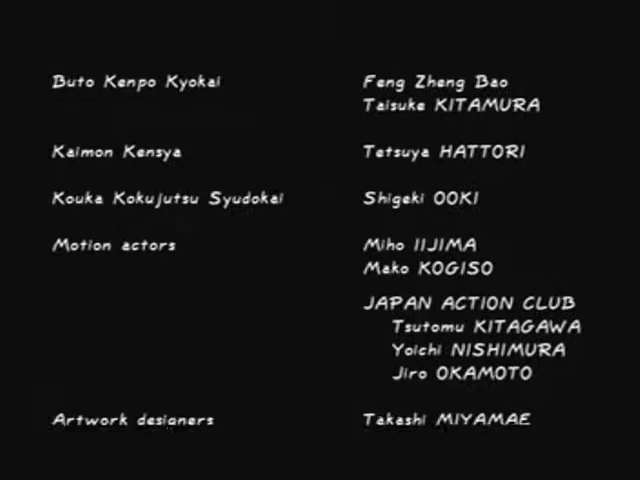 Buto Kenpo Kyokai Feng Zheng Bao
Taisuke KITAMURA
Kaimon Kensya Tetsuya HATTORI
Kouka Kokujutsu Syudokai Shigeki OOKI
Motion actors Miho IIJIMA
Mako KOGISO
JAPAN ACTION CLUB
Tsutomu KITAGAWA
Yoichi NISHIMURA
Jiro OKAMOTO
Artwork designers Takashi MIYAMAE